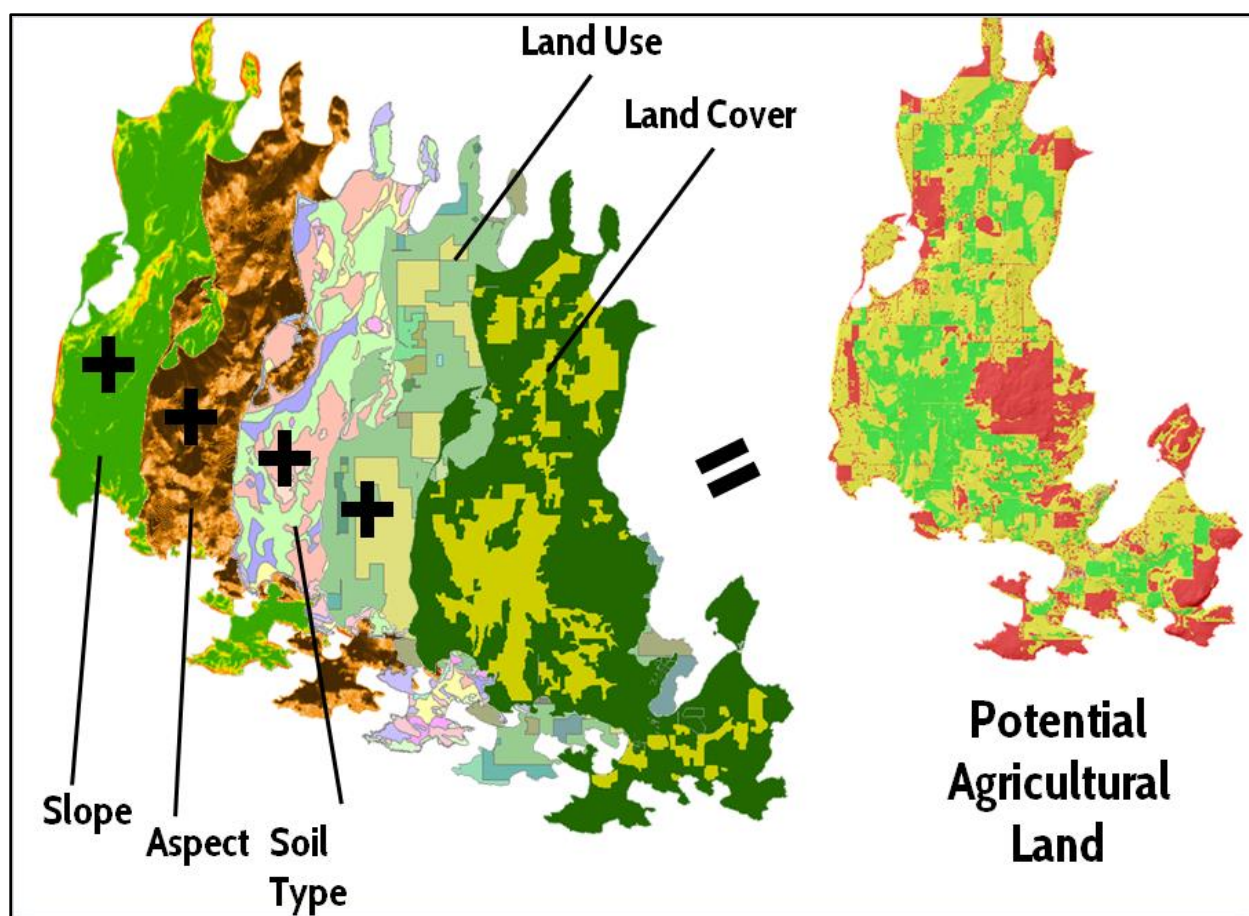 Land Use
Land Cover
+
+
+
+
=
Slope
Aspect
Soil
Type
Potential
Agricultural
Land